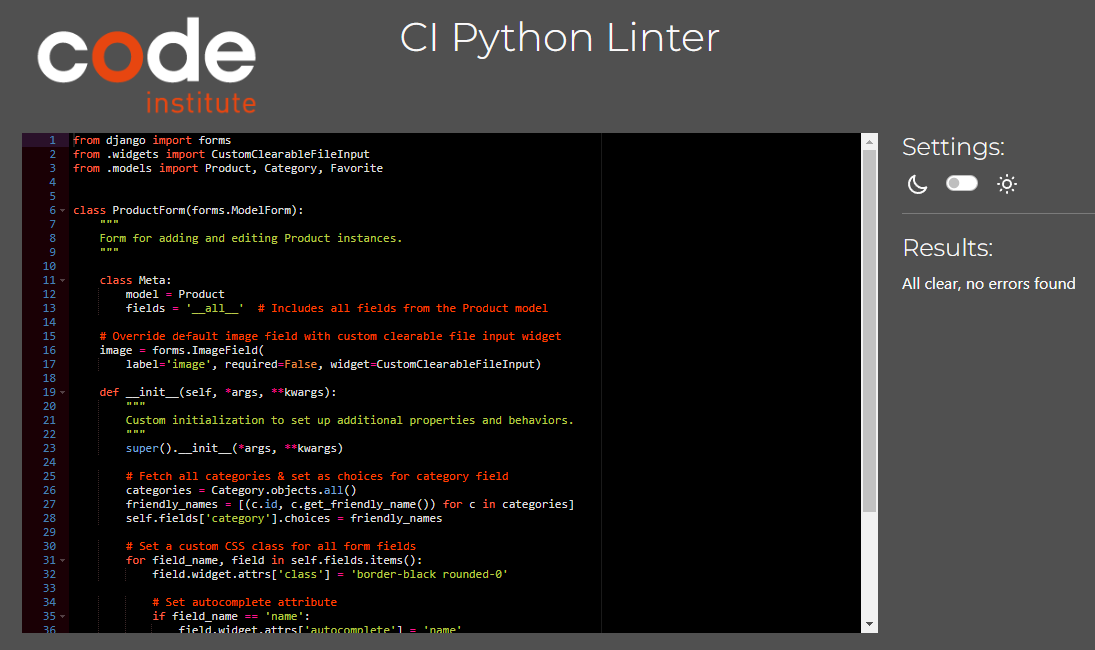 code
institute
CI Python Linter
1 from django import forms
2 from .widgets import CustomClearableFileInput
3 from .models import Product, Category, Favorite
4
5
6 class ProductForm(forms.ModelForm):
7     """
8     Form for adding and editing Product instances.
9     """
10
11     class Meta:
12         model = Product
13         fields = '__all__'  # Includes all fields from the Product model
14
15     # Override default image field with custom clearable file input widget
16     image = forms.ImageField(
17         label='image', required=False, widget=CustomClearableFileInput)
18
19     def __init__(self, *args, **kwargs):
20         """
21         Custom initialization to set up additional properties and behaviors.
22         """
23         super().__init__(*args, **kwargs)
24
25         # Fetch all categories & set as choices for category field
26         categories = Category.objects.all()
27         friendly_names = [(c.id, c.get_friendly_name()) for c in categories]
28         self.fields['category'].choices = friendly_names
29
30         # Set a custom CSS class for all form fields
31         for field_name, field in self.fields.items():
32             field.widget.attrs['class'] = 'border-black rounded-0'
33
34             # Set autocomplete attribute
35             if field_name == 'name':
36                 field.widget.attrs['autocomplete'] = 'name'
Settings:
Results:
All clear, no errors found